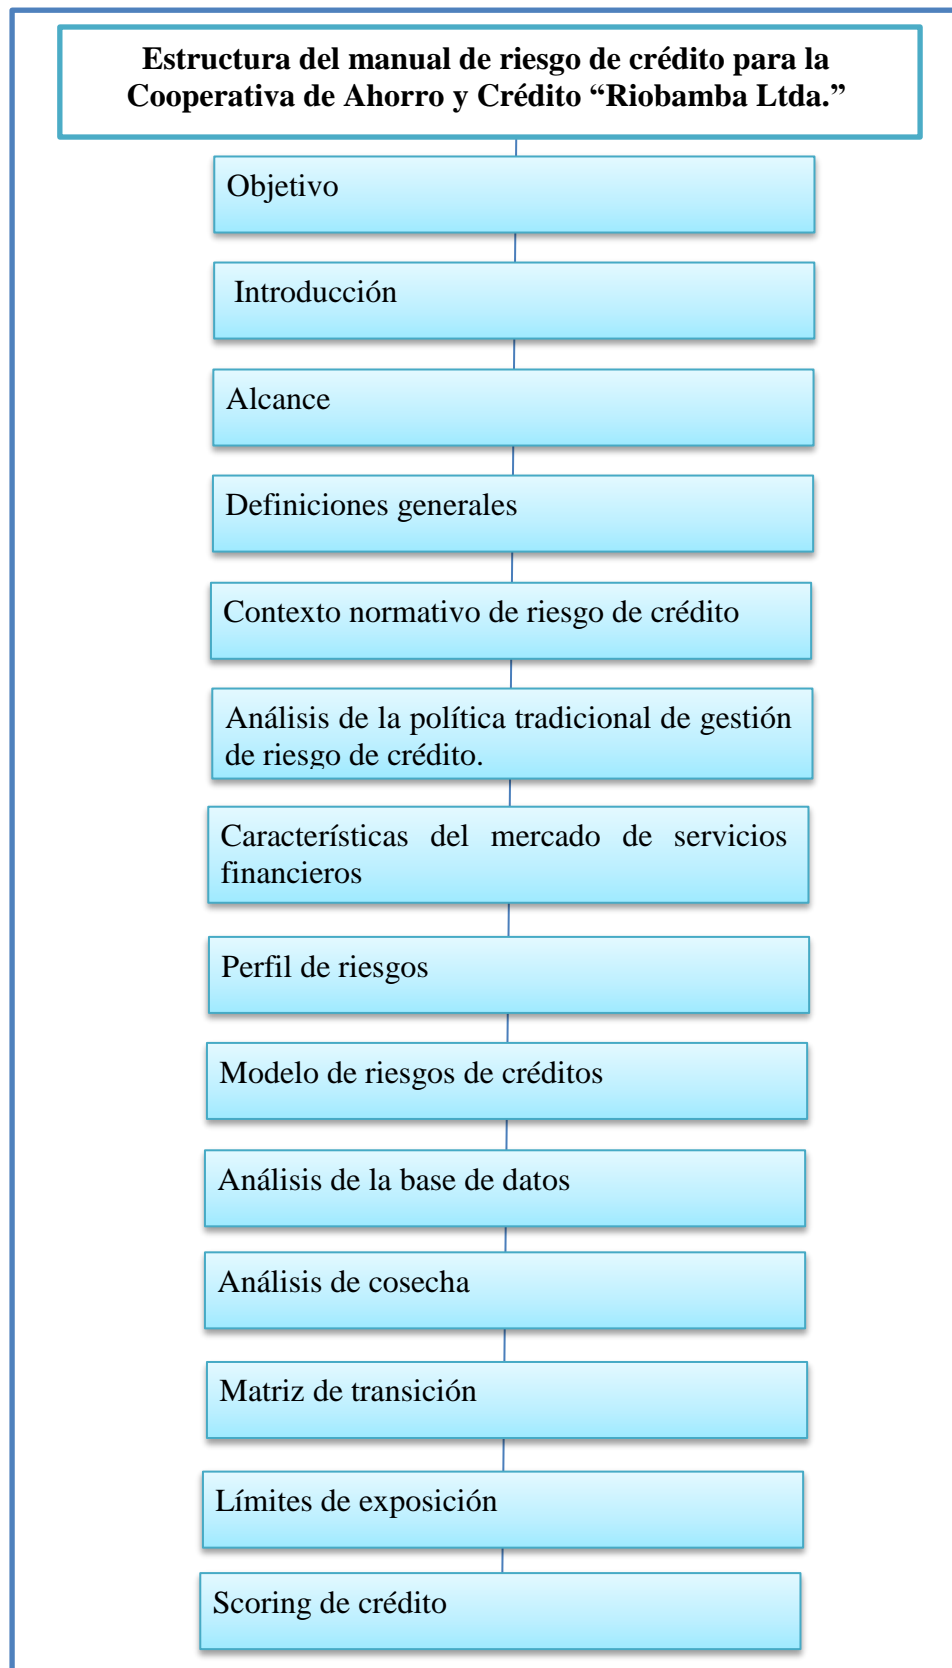 Estructura del manual de riesgo de crédito para la
Cooperativa de Ahorro y Crédito “Riobamba Ltda.”
Objetivo
Introducción
Alcance
Definiciones generales
Contexto normativo de riesgo de crédito
Análisis de la política tradicional de gestión
de riesgo de crédito.
Características del mercado de servicios
financieros
Perfil de riesgos
Modelo de riesgos de créditos
Análisis de la base de datos
Análisis de cosecha
Matriz de transición
Límites de exposición
Scoring de crédito